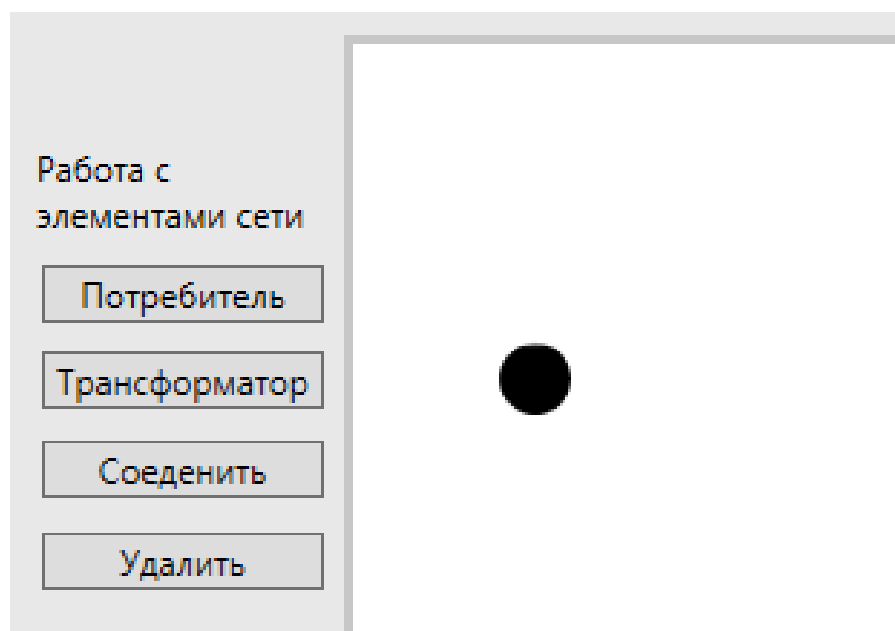 Работа с
элементами сети
Потребитель
Трансформатор
Соеденить
Удалить